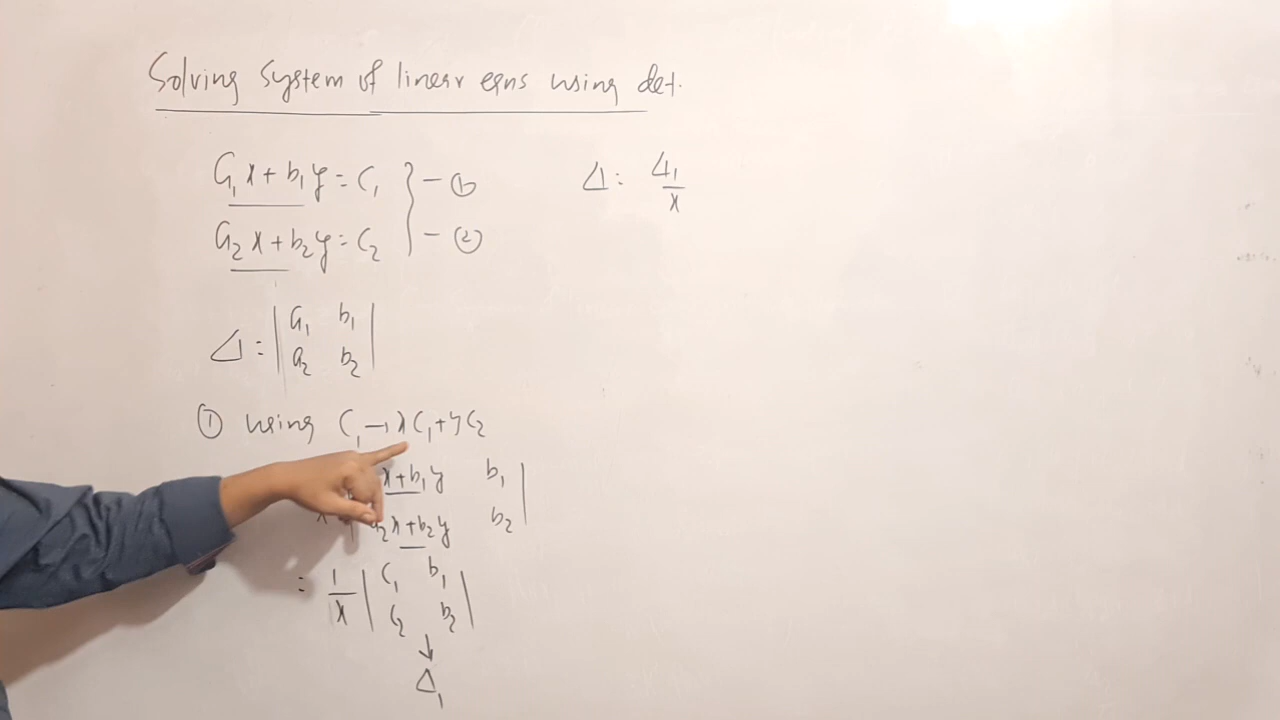 Solving system of linear eqns using det.
a₁x + b₁y = c₁ } — ①
a₂x + b₂y = c₂ — ②
Δ = | a₁ b₁ |
| a₂ b₂ |
① using C₁ → xC₁ + yC₂
x + b₁y b₁ |
a₂x + b₂y b₂ |
= 1/x | c₁ b₁ |
| c₂ b₂ |
↓
Δ₁
Δ = Δ₁/x